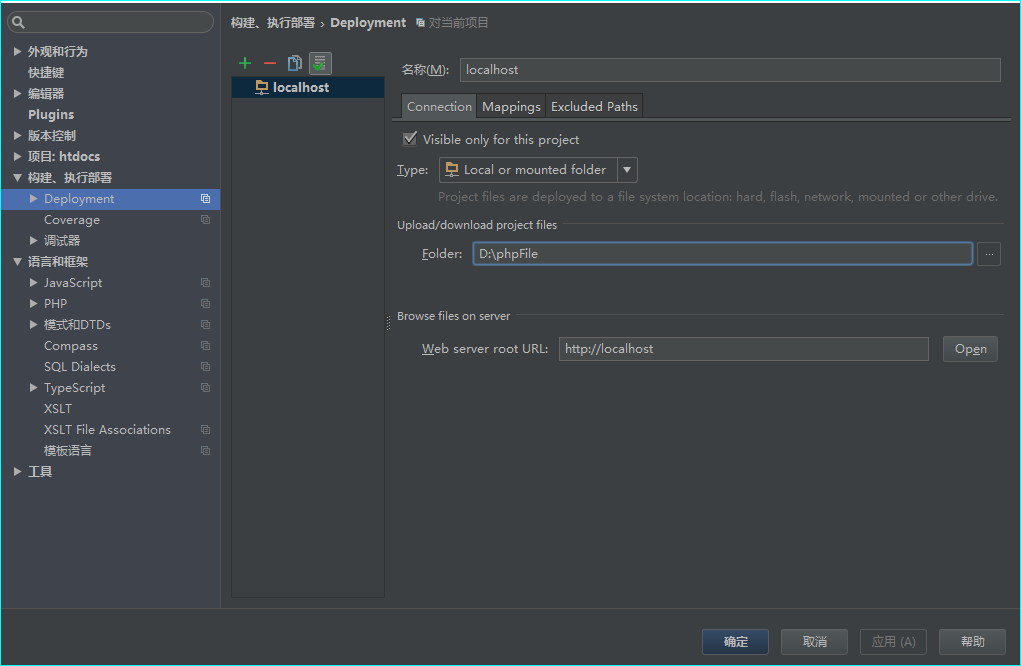 构建、执行部署 › Deployment 对当前项目
外观和行为
快捷键
编辑器
Plugins
版本控制
项目: htdocs
构建、执行部署
Deployment
Coverage
调试器
语言和框架
JavaScript
PHP
模式和DTDs
Compass
SQL Dialects
TypeScript
XSLT
XSLT File Associations
模板语言
工具
localhost
名称(M): localhost
Connection Mappings Excluded Paths
Visible only for this project
Type: Local or mounted folder
Project files are deployed to a file system location: hard, flash, network, mounted or other drive.
Upload/download project files
Folder: D:\phpFile ...
Browse files on server
Web server root URL: http://localhost Open
确定 取消 应用 (A) 帮助